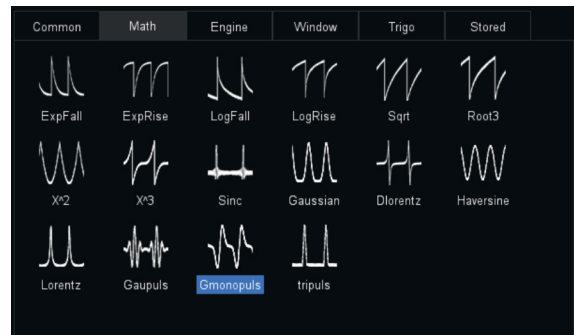 Common Math Engine Window Trigo Stored
ExpFall ExpRise LogFall LogRise Sqrt Root3
X^2 X^3 Sinc Gaussian Dlorentz Haversine
Lorentz Gaupuls Gmonopuls tripuls